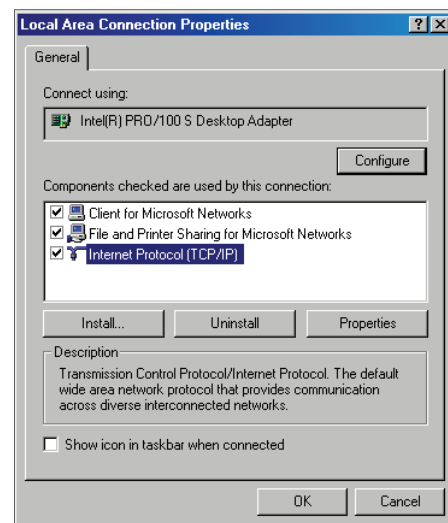 Local Area Connection Properties
General
Connect using:
Intel(R) PRO/100 S Desktop Adapter
Configure
Components checked are used by this connection:
Client for Microsoft Networks
File and Printer Sharing for Microsoft Networks
Internet Protocol (TCP/IP)
Install...
Uninstall
Properties
Description
Transmission Control Protocol/Internet Protocol. The default
wide area network protocol that provides communication
across diverse interconnected networks.
Show icon in taskbar when connected
OK
Cancel